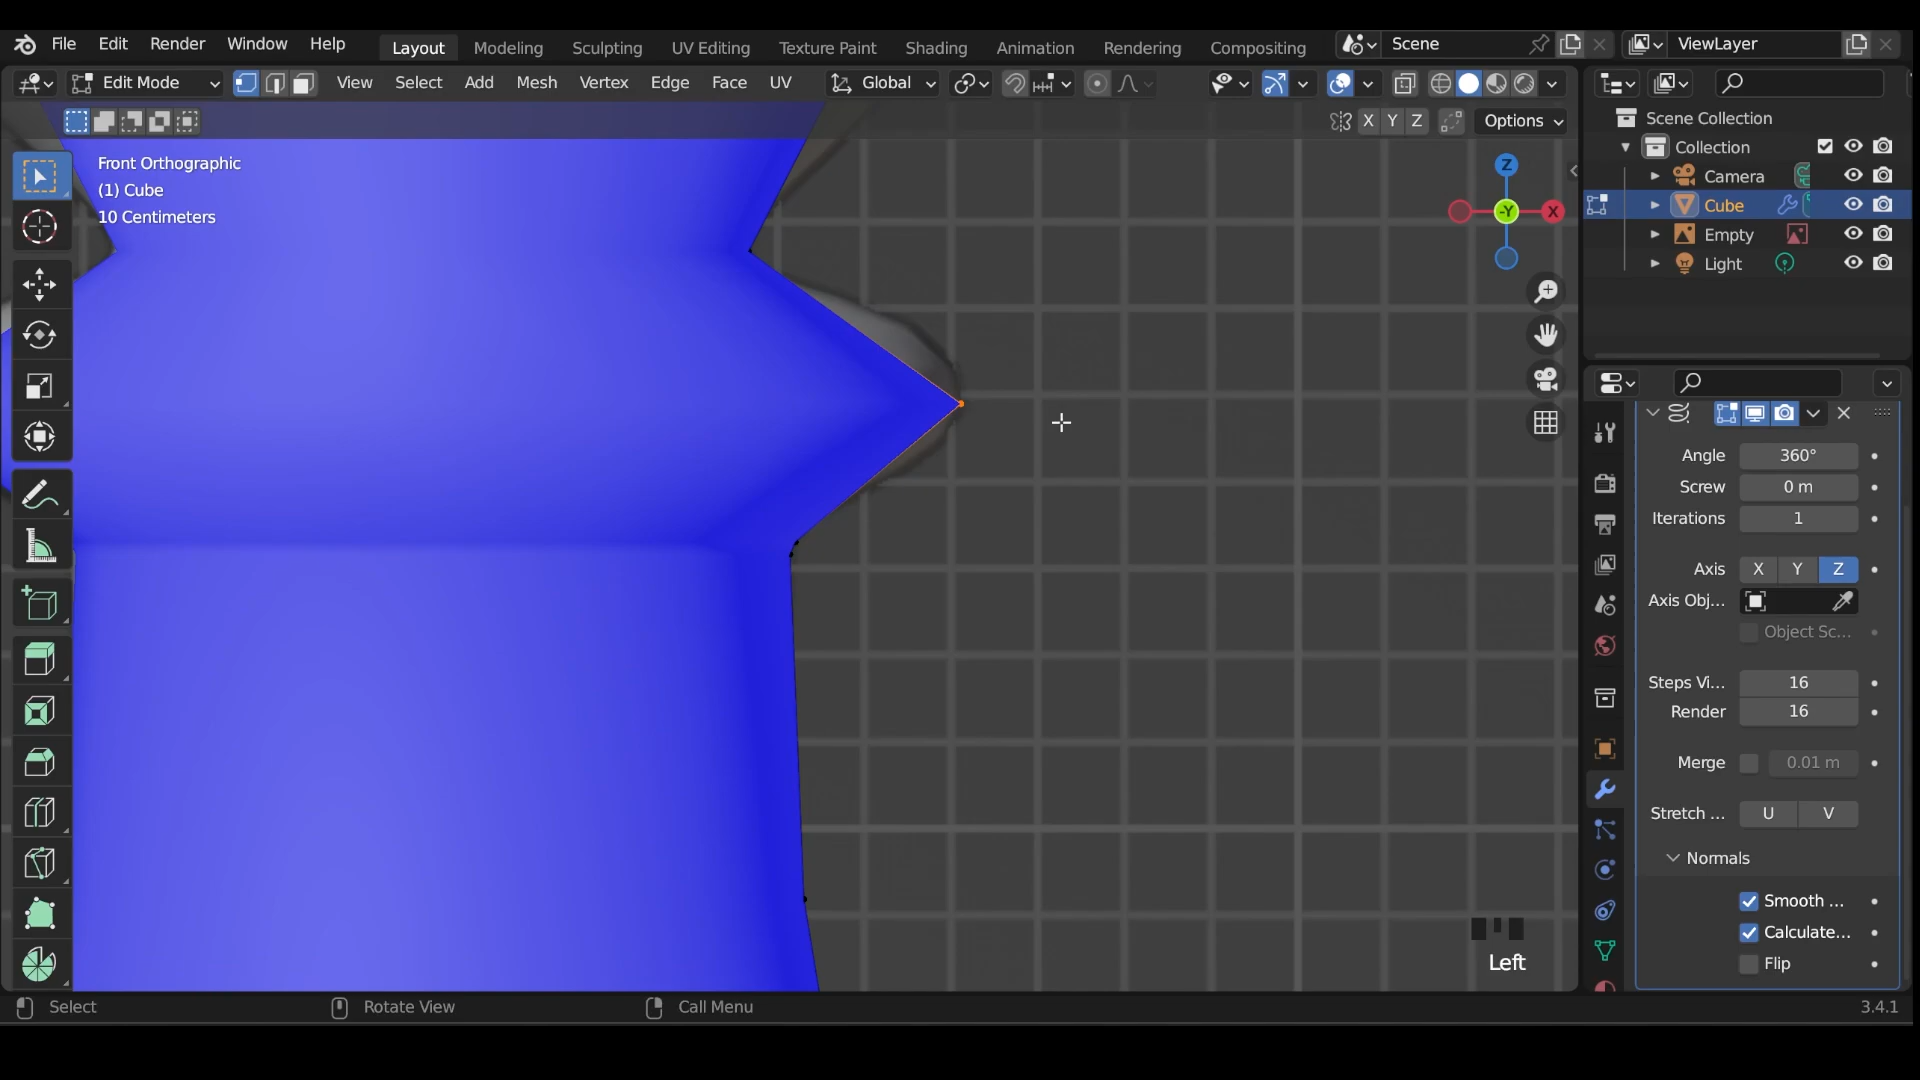 File Edit Render Window Help Layout Modeling Sculpting UV Editing Texture Paint Shading Animation Rendering Compositing Scene ViewLayer
Edit Mode View Select Add Mesh Vertex Edge Face UV Global
X Y Z Options
Front Orthographic
(1) Cube
10 Centimeters
Z
-Y X
Scene Collection
Collection
Camera
Cube
Empty
Light
Angle 360°
Screw 0 m
Iterations 1
Axis X Y Z
Axis Obj...
Object Sc...
Steps Vi... 16
Render 16
Merge 0.01 m
Stretch ... U V
Normals
Smooth ...
Calculate...
Flip
Left
Select Rotate View Call Menu 3.4.1